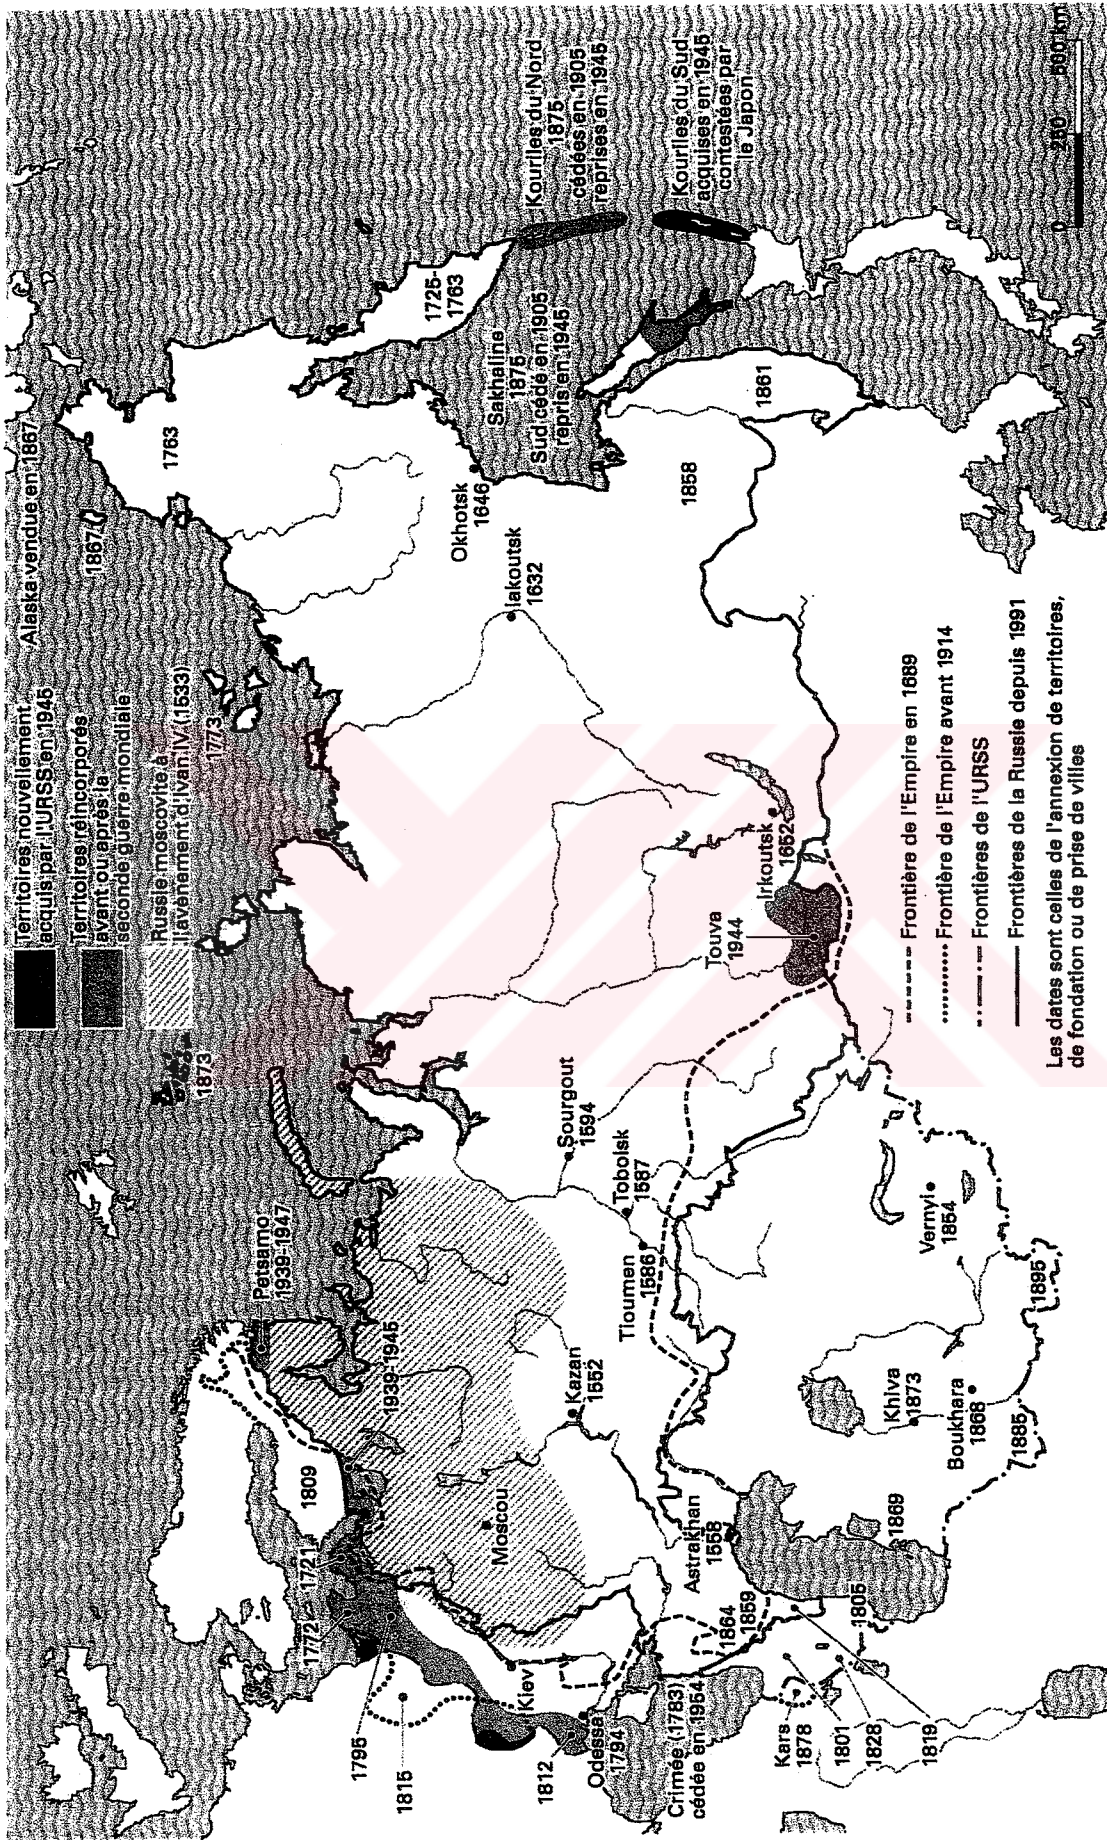 Territoires nouvellement
acquis par l'URSS en 1945
Territoires réincorporés
avant ou après la
seconde guerre mondiale
Russie moscovite à
l'avènement d'Ivan IV (1533)
Alaska vendue en 1867
1867
1763
1773
1873
Petsamo
1939-1947
1939-1945
1809
1721
1772
1795
1815
1812
Kiev
Odessa
1794
Crimée (1783)
cédée en 1954
Moscou
Kazan
1552
Astrakhan
1558
1864
1859
Kars
1878
1801
1828
1819
1805
1869
Tioumen
1586
Tobolsk
1587
Sourgout
1594
Khiva
1873
Boukhara
1868
1885
1895
Vernyi
1854
Touva
1944
Irkoutsk
1652
Iakoutsk
1632
Okhotsk
1646
1858
1861
1725-
1763
Sakhaline
1875
Sud cédé en 1905
repris en 1945
Kouriles du Nord
1875
cédées en 1905
reprises en 1945
Kouriles du Sud
acquises en 1945
contestées par
le Japon
Frontière de l'Empire en 1689
Frontière de l'Empire avant 1914
Frontières de l'URSS
Frontières de la Russie depuis 1991
Les dates sont celles de l'annexion de territoires,
de fondation ou de prise de villes
0 250 500 km